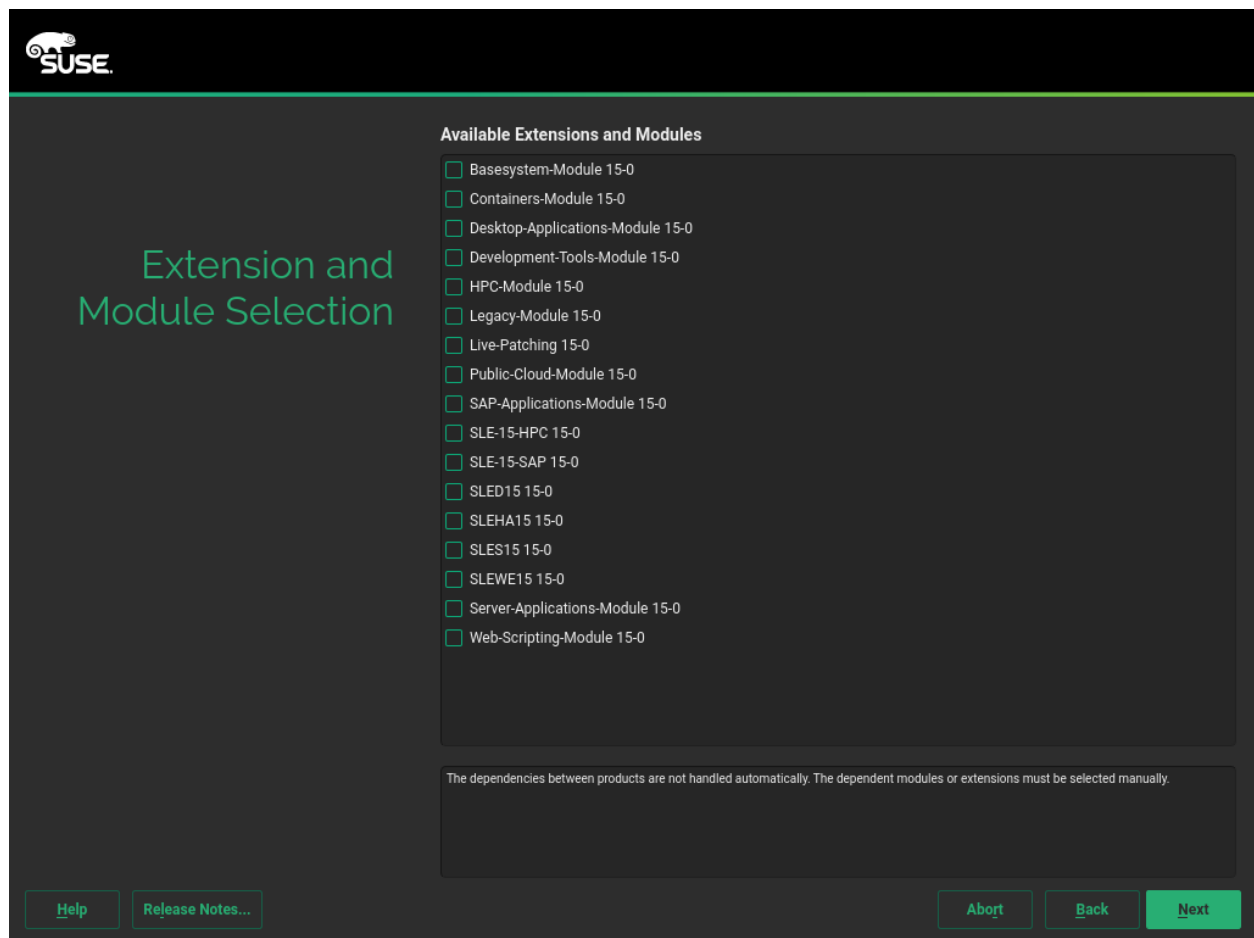 SUSE.
Extension and
Module Selection
Available Extensions and Modules
Basesystem-Module 15-0
Containers-Module 15-0
Desktop-Applications-Module 15-0
Development-Tools-Module 15-0
HPC-Module 15-0
Legacy-Module 15-0
Live-Patching 15-0
Public-Cloud-Module 15-0
SAP-Applications-Module 15-0
SLE-15-HPC 15-0
SLE-15-SAP 15-0
SLED15 15-0
SLEHA15 15-0
SLES15 15-0
SLEWE15 15-0
Server-Applications-Module 15-0
Web-Scripting-Module 15-0
The dependencies between products are not handled automatically. The dependent modules or extensions must be selected manually.
Help Release Notes... Abort Back Next